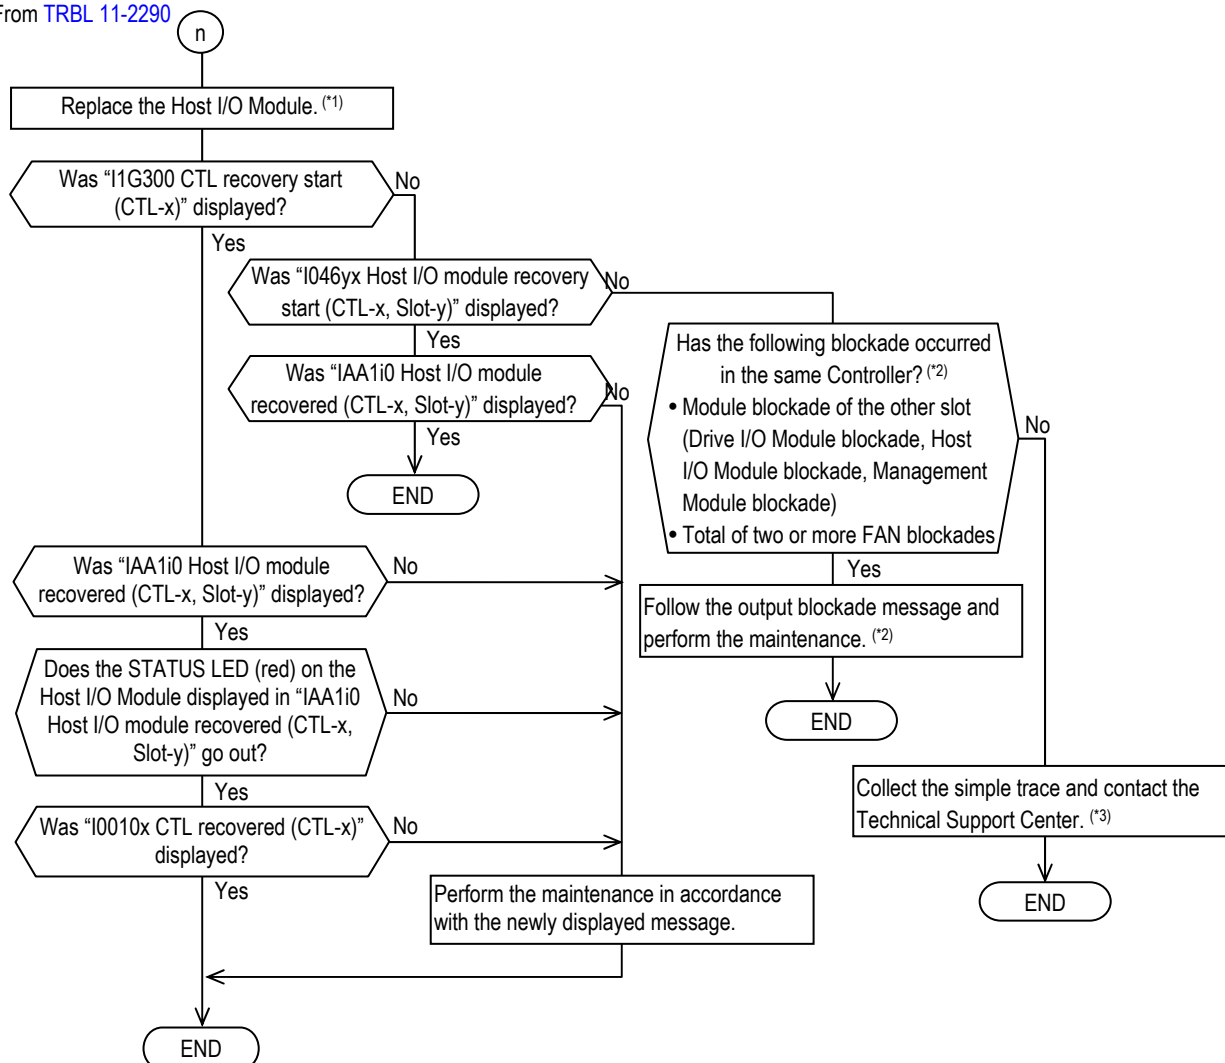 From TRBL 11-2290
n
Replace the Host I/O Module. (*1)
Was “I1G300 CTL recovery start
(CTL-x)” displayed?
No
Yes
Was “I046yx Host I/O module recovery
start (CTL-x, Slot-y)” displayed?
No
Yes
Was “IAA1i0 Host I/O module
recovered (CTL-x, Slot-y)” displayed?
No
Yes
END
Has the following blockade occurred
in the same Controller? (*2)
• Module blockade of the other slot
(Drive I/O Module blockade, Host
I/O Module blockade, Management
Module blockade)
• Total of two or more FAN blockades
No
Yes
Follow the output blockade message and
perform the maintenance. (*2)
END
Collect the simple trace and contact the
Technical Support Center. (*3)
END
Was “IAA1i0 Host I/O module
recovered (CTL-x, Slot-y)” displayed?
No
Yes
Does the STATUS LED (red) on the
Host I/O Module displayed in “IAA1i0
Host I/O module recovered (CTL-x,
Slot-y)” go out?
No
Yes
Was “I0010x CTL recovered (CTL-x)”
displayed?
No
Yes
Perform the maintenance in accordance
with the newly displayed message.
END